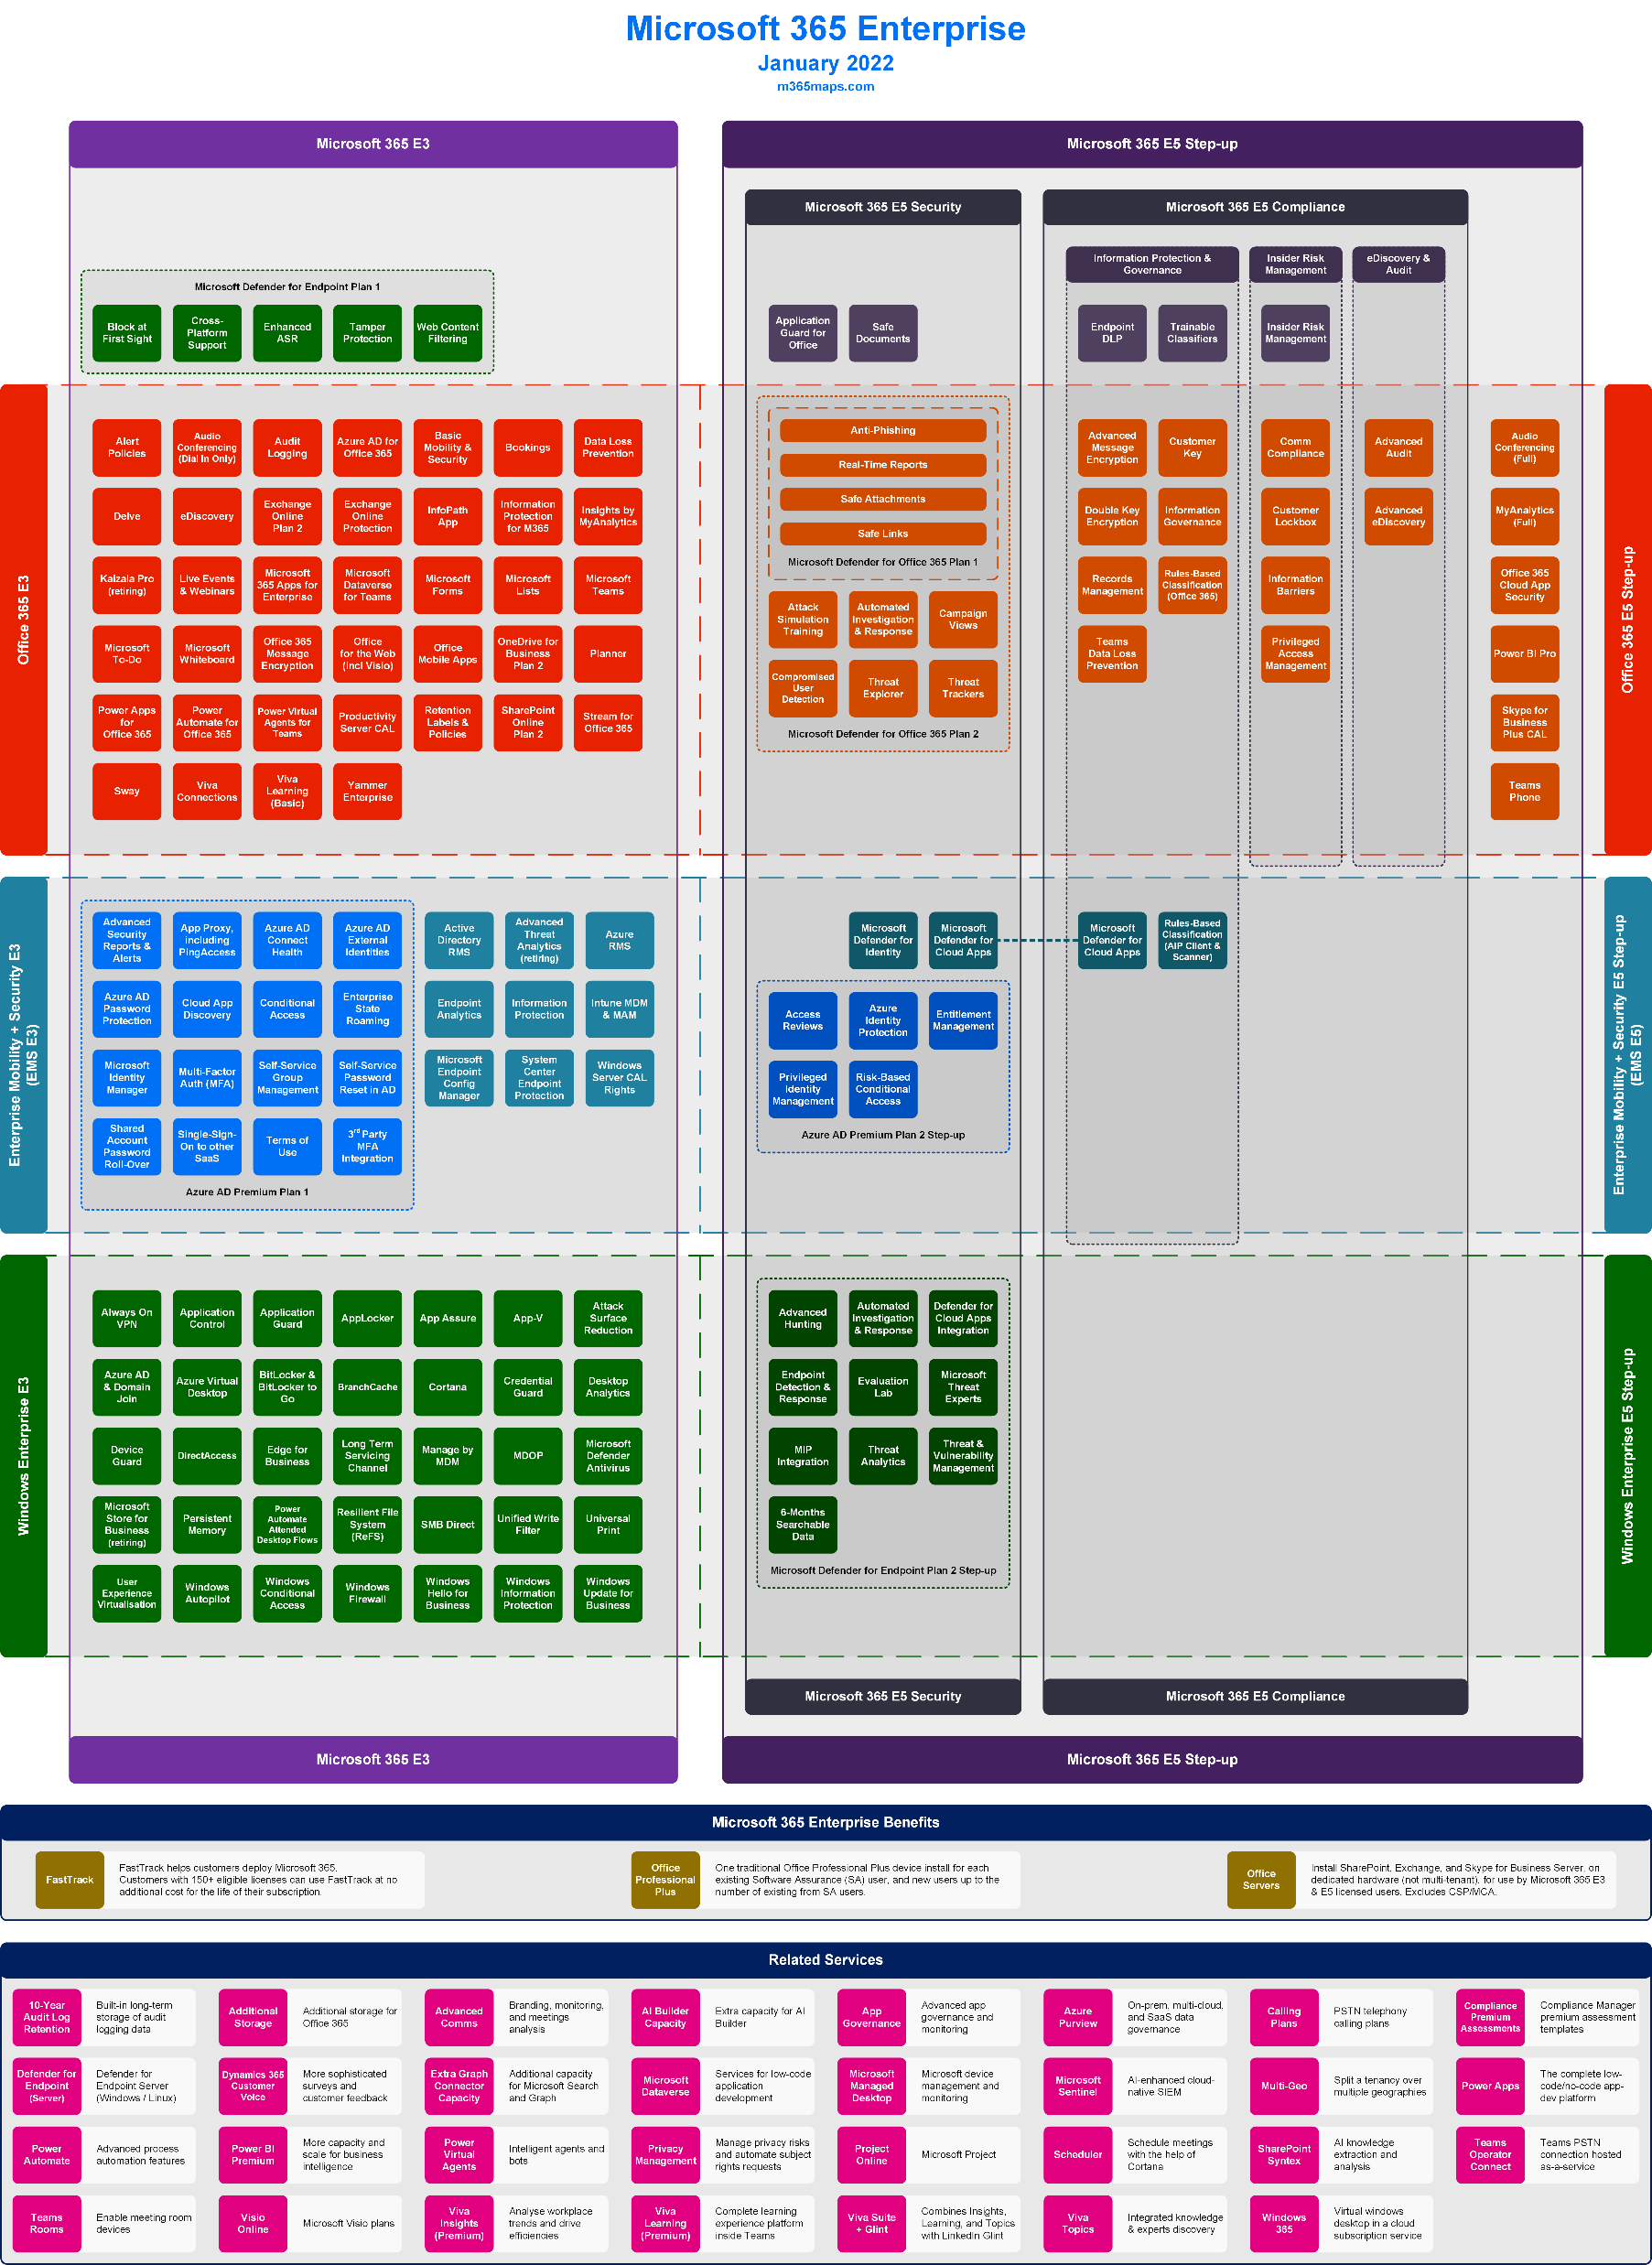 Microsoft 365 Enterprise
January 2022
m365maps.com
Microsoft 365 E3
Microsoft Defender for Endpoint Plan 1
Block at
First Sight
Cross-
Platform
Support
Enhanced
ASR
Tamper
Protection
Web Content
Filtering
Office 365 E3
Alert
Policies
Audio
Conferencing
(Dial In Only)
Audit
Logging
Azure AD for
Office 365
Basic
Mobility &
Security
Bookings
Data Loss
Prevention
Delve
eDiscovery
Exchange
Online
Plan 2
Exchange
Online
Protection
InfoPath
App
Information
Protection
for M365
Insights by
MyAnalytics
Kaizala Pro
(retiring)
Live Events
& Webinars
Microsoft
365 Apps for
Enterprise
Microsoft
Dataverse
for Teams
Microsoft
Forms
Microsoft
Lists
Microsoft
Teams
Microsoft
To-Do
Microsoft
Whiteboard
Office 365
Message
Encryption
Office
for the Web
(incl Visio)
Office
Mobile Apps
OneDrive for
Business
Plan 2
Planner
Power Apps
for
Office 365
Power
Automate for
Office 365
Power Virtual
Agents for
Teams
Productivity
Server CAL
Retention
Labels &
Policies
SharePoint
Online
Plan 2
Stream for
Office 365
Sway
Viva
Connections
Viva
Learning
(Basic)
Yammer
Enterprise
Enterprise Mobility + Security E3
(EMS E3)
Advanced
Security
Reports &
Alerts
App Proxy,
including
PingAccess
Azure AD
Connect
Health
Azure AD
External
Identities
Active
Directory
RMS
Advanced
Threat
Analytics
(retiring)
Azure
RMS
Azure AD
Password
Protection
Cloud App
Discovery
Conditional
Access
Enterprise
State
Roaming
Endpoint
Analytics
Information
Protection
Intune MDM
& MAM
Microsoft
Identity
Manager
Multi-Factor
Auth (MFA)
Self-Service
Group
Management
Self-Service
Password
Reset in AD
Microsoft
Endpoint
Config
Manager
System
Center
Endpoint
Protection
Windows
Server CAL
Rights
Shared
Account
Password
Roll-Over
Single-Sign-
On to other
SaaS
Terms of
Use
3rd Party
MFA
Integration
Azure AD Premium Plan 1
Windows Enterprise E3
Always On
VPN
Application
Control
Application
Guard
AppLocker
App Assure
App-V
Attack
Surface
Reduction
Azure AD
& Domain
Join
Azure Virtual
Desktop
BitLocker &
BitLocker to
Go
BranchCache
Cortana
Credential
Guard
Desktop
Analytics
Device
Guard
DirectAccess
Edge for
Business
Long Term
Servicing
Channel
Manage by
MDM
MDOP
Microsoft
Defender
Antivirus
Microsoft
Store for
Business
(retiring)
Persistent
Memory
Power
Automate
Attended
Desktop Flows
Resilient File
System
(ReFS)
SMB Direct
Unified Write
Filter
Universal
Print
User
Experience
Virtualisation
Windows
Autopilot
Windows
Conditional
Access
Windows
Firewall
Windows
Hello for
Business
Windows
Information
Protection
Windows
Update for
Business
Microsoft 365 E3
Microsoft 365 E5 Step-up
Microsoft 365 E5 Security
Microsoft 365 E5 Compliance
Information Protection &
Governance
Insider Risk
Management
eDiscovery &
Audit
Application
Guard for
Office
Safe
Documents
Endpoint
DLP
Trainable
Classifiers
Insider Risk
Management
Anti-Phishing
Real-Time Reports
Safe Attachments
Safe Links
Microsoft Defender for Office 365 Plan 1
Attack
Simulation
Training
Automated
Investigation
& Response
Campaign
Views
Compromised
User
Detection
Threat
Explorer
Threat
Trackers
Microsoft Defender for Office 365 Plan 2
Advanced
Message
Encryption
Customer
Key
Comm
Compliance
Advanced
Audit
Audio
Conferencing
(Full)
Double Key
Encryption
Information
Governance
Customer
Lockbox
Advanced
eDiscovery
MyAnalytics
(Full)
Records
Management
Rules-Based
Classification
(Office 365)
Information
Barriers
Office 365
Cloud App
Security
Teams
Data Loss
Prevention
Privileged
Access
Management
Power BI Pro
Skype for
Business
Plus CAL
Teams
Phone
Office 365 E5 Step-up
Microsoft
Defender for
Identity
Microsoft
Defender for
Cloud Apps
Microsoft
Defender for
Cloud Apps
Rules-Based
Classification
(AIP Client &
Scanner)
Access
Reviews
Azure
Identity
Protection
Entitlement
Management
Privileged
Identity
Management
Risk-Based
Conditional
Access
Azure AD Premium Plan 2 Step-up
Enterprise Mobility + Security E5 Step-up
(EMS E5)
Advanced
Hunting
Automated
Investigation
& Response
Defender for
Cloud Apps
Integration
Endpoint
Detection &
Response
Evaluation
Lab
Microsoft
Threat
Experts
MIP
Integration
Threat
Analytics
Threat &
Vulnerability
Management
6-Months
Searchable
Data
Microsoft Defender for Endpoint Plan 2 Step-up
Windows Enterprise E5 Step-up
Microsoft 365 E5 Security
Microsoft 365 E5 Compliance
Microsoft 365 E5 Step-up
Microsoft 365 Enterprise Benefits
FastTrack
FastTrack helps customers deploy Microsoft 365.
Customers with 150+ eligible licenses can use FastTrack at no
additional cost for the life of their subscription.
Office
Professional
Plus
One traditional Office Professional Plus device install for each
existing Software Assurance (SA) user, and new users up to the
number of existing from SA users.
Office
Servers
Install SharePoint, Exchange, and Skype for Business Server, on
dedicated hardware (not multi-tenant), for use by Microsoft 365 E3
& E5 licensed users. Excludes CSP/MCA.
Related Services
10-Year
Audit Log
Retention
Built-in long-term
storage of audit
logging data
Additional
Storage
Additional storage for
Office 365
Advanced
Comms
Branding, monitoring,
and meetings
analysis
AI Builder
Capacity
Extra capacity for AI
Builder
App
Governance
Advanced app
governance and
monitoring
Azure
Purview
On-prem, multi-cloud,
and SaaS data
governance
Calling
Plans
PSTN telephony
calling plans
Compliance
Premium
Assessments
Compliance Manager
premium assessment
templates
Defender for
Endpoint
(Server)
Defender for
Endpoint Server
(Windows / Linux)
Dynamics 365
Customer
Voice
More sophisticated
surveys and
customer feedback
Extra Graph
Connector
Capacity
Additional capacity
for Microsoft Search
and Graph
Microsoft
Dataverse
Services for low-code
application
development
Microsoft
Managed
Desktop
Microsoft device
management and
monitoring
Microsoft
Sentinel
AI-enhanced cloud-
native SIEM
Multi-Geo
Split a tenancy over
multiple geographies
Power Apps
The complete low-
code/no-code app-
dev platform
Power
Automate
Advanced process
automation features
Power BI
Premium
More capacity and
scale for business
intelligence
Power
Virtual
Agents
Intelligent agents and
bots
Privacy
Management
Manage privacy risks
and automate subject
rights requests
Project
Online
Microsoft Project
Scheduler
Schedule meetings
with the help of
Cortana
SharePoint
Syntex
AI knowledge
extraction and
analysis
Teams
Operator
Connect
Teams PSTN
connection hosted
as-a-service
Teams
Rooms
Enable meeting room
devices
Visio
Online
Microsoft Visio plans
Viva
Insights
(Premium)
Analyse workplace
trends and drive
efficiencies
Viva
Learning
(Premium)
Complete learning
experience platform
inside Teams
Viva Suite
+ Glint
Combines Insights,
Learning, and Topics
with LinkedIn Glint
Viva
Topics
Integrated knowledge
& experts discovery
Windows
365
Virtual windows
desktop in a cloud
subscription service